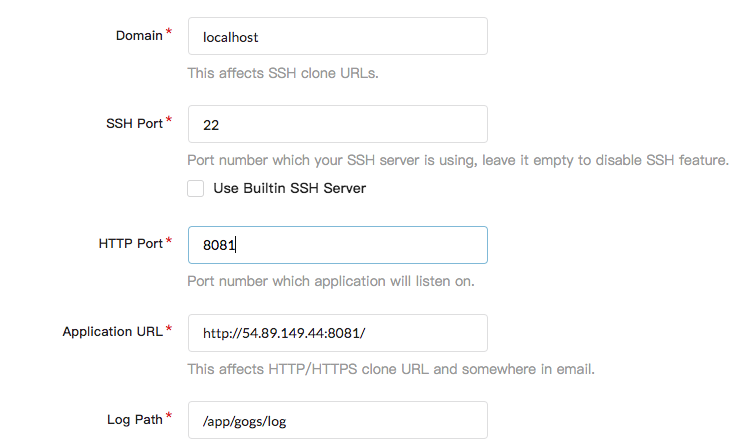 Domain*
localhost
This affects SSH clone URLs.
SSH Port*
22
Port number which your SSH server is using, leave it empty to disable SSH feature.
Use Builtin SSH Server
HTTP Port*
8081
Port number which application will listen on.
Application URL*
http://54.89.149.44:8081/
This affects HTTP/HTTPS clone URL and somewhere in email.
Log Path*
/app/gogs/log